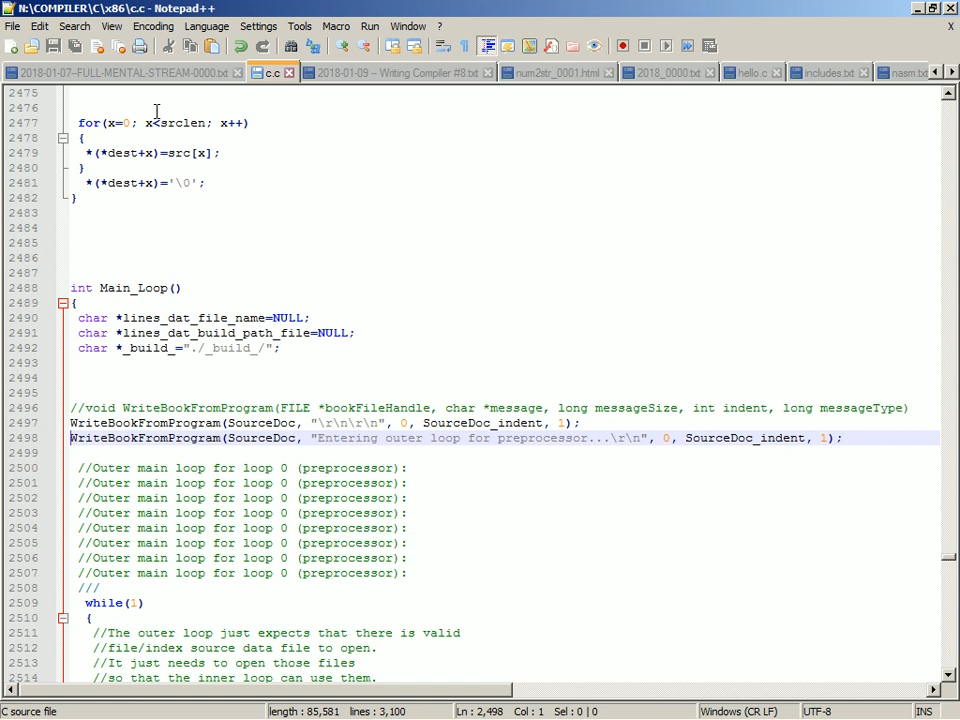 N:\COMPILER\C\x86\c.c - Notepad++
File Edit Search View Encoding Language Settings Tools Macro Run Window ? X
2018-01-07-FULL-MENTAL-STREAM-0000.txt c.c 2018-01-09 -- Writing Compiler #8.txt num2str_0001.html 2018_0000.txt hello.c includes.txt nasm.tx
2475
2476
2477 for(x=0; x<srclen; x++)
2478 {
2479 *(*dest+x)=src[x];
2480 }
2481 *(*dest+x)='\0';
2482 }
2483
2484
2485
2486
2487
2488 int Main_Loop()
2489 {
2490 char *lines_dat_file_name=NULL;
2491 char *lines_dat_build_path_file=NULL;
2492 char *_build_="./_build_/";
2493
2494
2495
2496 //void WriteBookFromProgram(FILE *bookFileHandle, char *message, long messageSize, int indent, long messageType)
2497 WriteBookFromProgram(SourceDoc, "\r\n\r\n", 0, SourceDoc_indent, 1);
2498 WriteBookFromProgram(SourceDoc, "Entering outer loop for preprocessor...\r\n", 0, SourceDoc_indent, 1);
2499
2500 //Outer main loop for loop 0 (preprocessor):
2501 //Outer main loop for loop 0 (preprocessor):
2502 //Outer main loop for loop 0 (preprocessor):
2503 //Outer main loop for loop 0 (preprocessor):
2504 //Outer main loop for loop 0 (preprocessor):
2505 //Outer main loop for loop 0 (preprocessor):
2506 //Outer main loop for loop 0 (preprocessor):
2507 //Outer main loop for loop 0 (preprocessor):
2508 ///
2509 while(1)
2510 {
2511 //The outer loop just expects that there is valid
2512 //file/index source data file to open.
2513 //It just needs to open those files
2514 //so that the inner loop can use them.
C source file length : 85,581 lines : 3,100 Ln : 2,498 Col : 1 Sel : 0 | 0 Windows (CR LF) UTF-8 INS